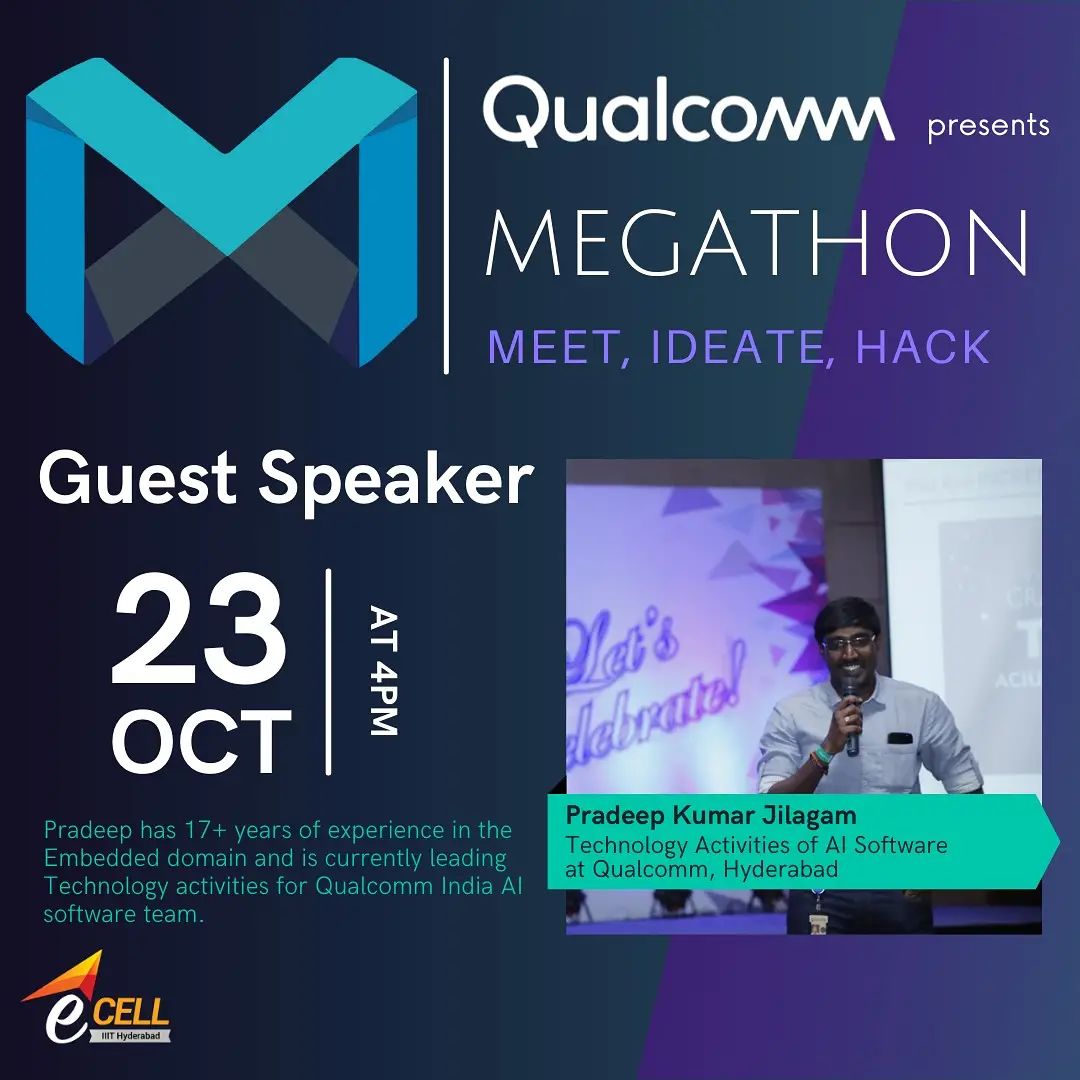 Qualcomm presents
MEGATHON
MEET, IDEATE, HACK
Guest Speaker
23
OCT
AT 4PM
Pradeep has 17+ years of experience in the
Embedded domain and is currently leading
Technology activities for Qualcomm India AI
software team.
Let's
Pradeep Kumar Jilagam
Technology Activities of AI Software
at Qualcomm, Hyderabad
eCELL
IIIT Hyderabad